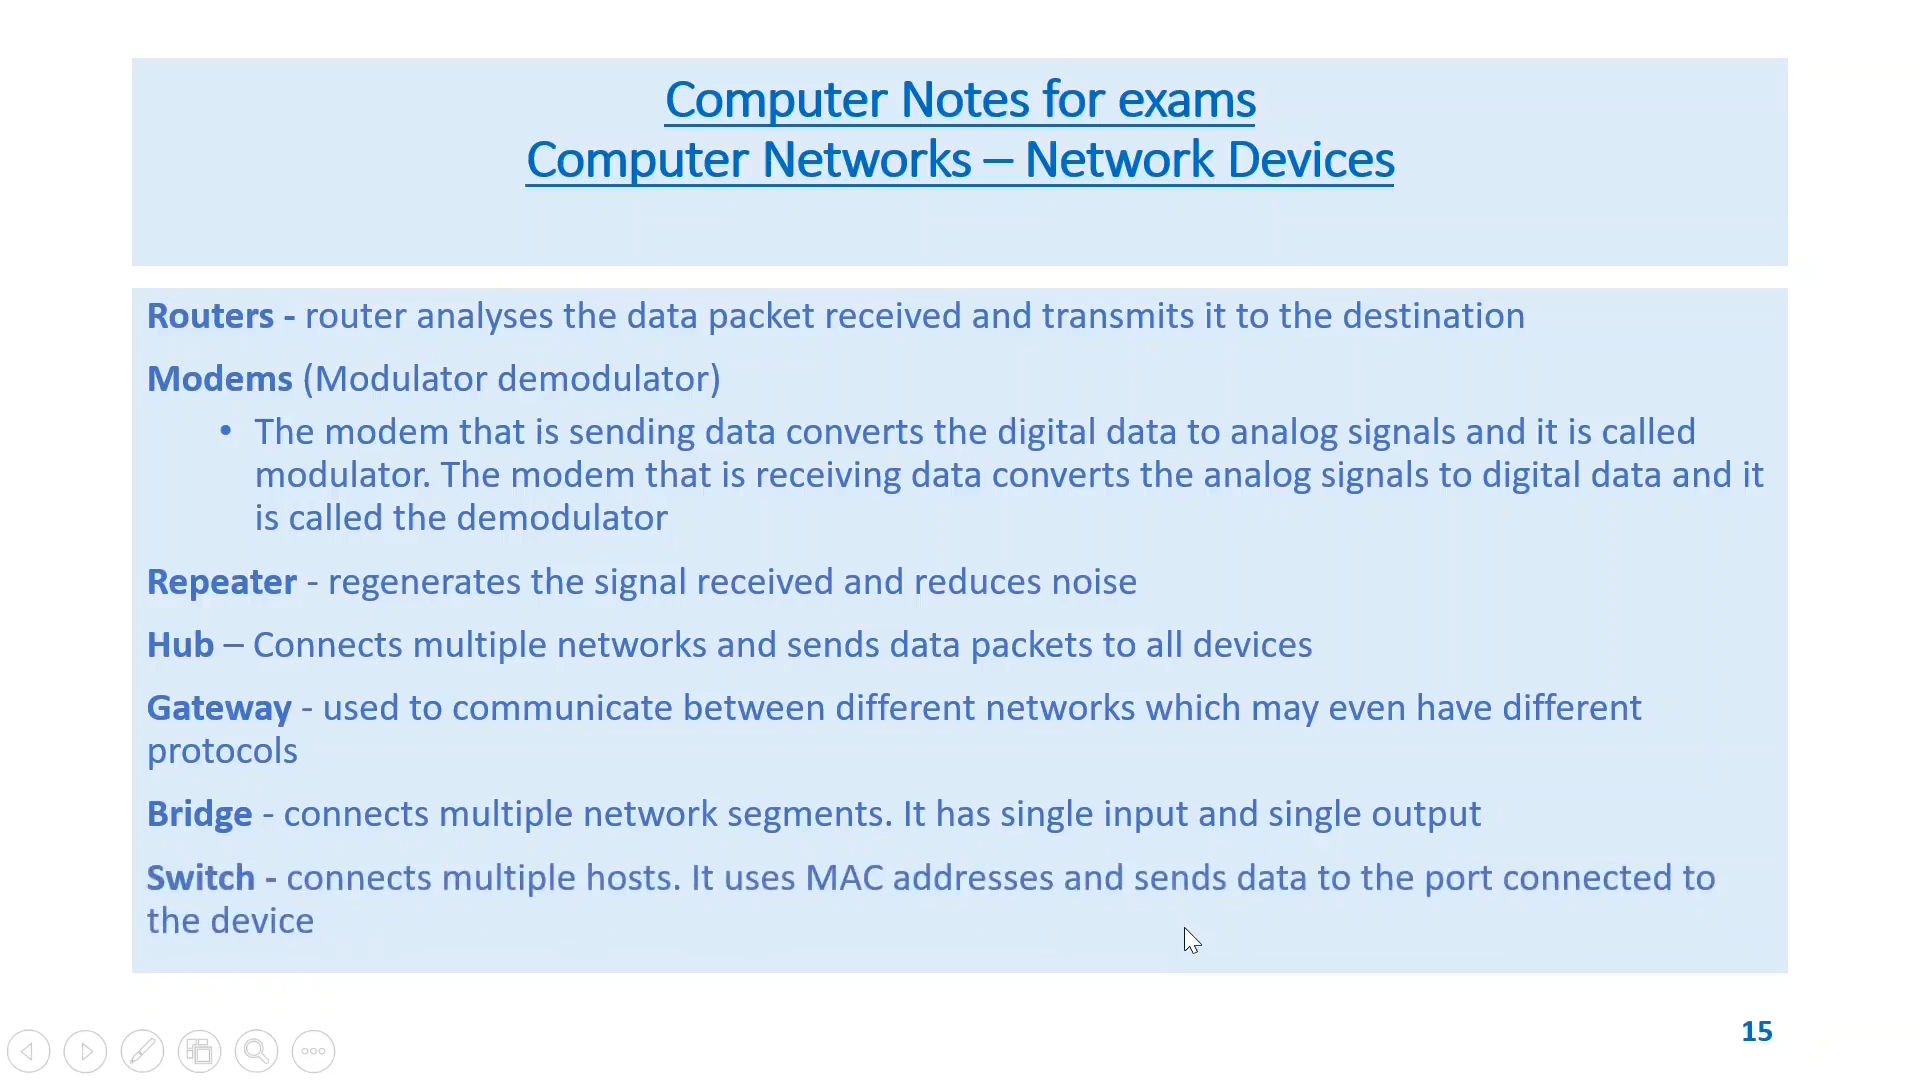 Computer Notes for exams
Computer Networks – Network Devices
Routers - router analyses the data packet received and transmits it to the destination
Modems (Modulator demodulator)
• The modem that is sending data converts the digital data to analog signals and it is called
modulator. The modem that is receiving data converts the analog signals to digital data and it
is called the demodulator
Repeater - regenerates the signal received and reduces noise
Hub – Connects multiple networks and sends data packets to all devices
Gateway - used to communicate between different networks which may even have different
protocols
Bridge - connects multiple network segments. It has single input and single output
Switch - connects multiple hosts. It uses MAC addresses and sends data to the port connected to
the device
15